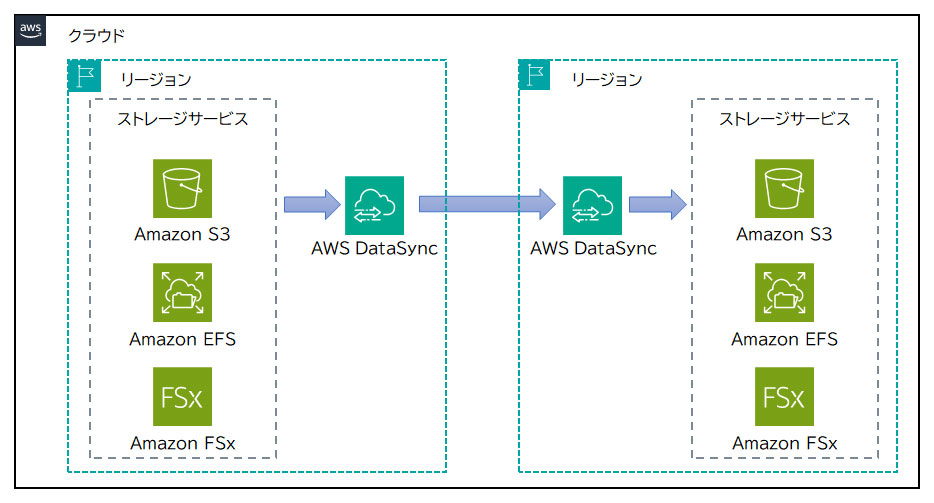 aws
クラウド
リージョン
ストレージサービス
Amazon S3
AWS DataSync
Amazon EFS
FSx
Amazon FSx
リージョン
AWS DataSync
ストレージサービス
Amazon S3
Amazon EFS
FSx
Amazon FSx